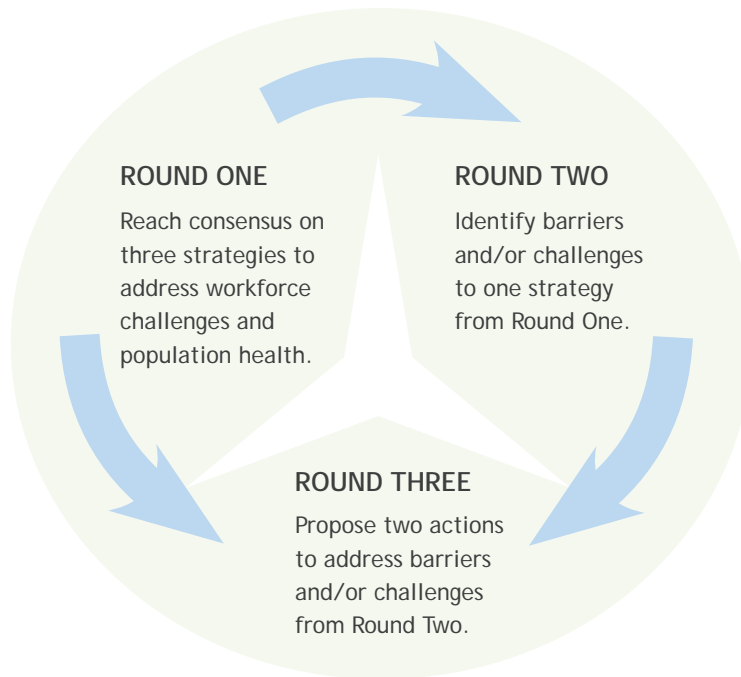 ROUND ONE
Reach consensus on
three strategies to
address workforce
challenges and
population health.
ROUND TWO
Identify barriers
and/or challenges
to one strategy
from Round One.
ROUND THREE
Propose two actions
to address barriers
and/or challenges
from Round Two.